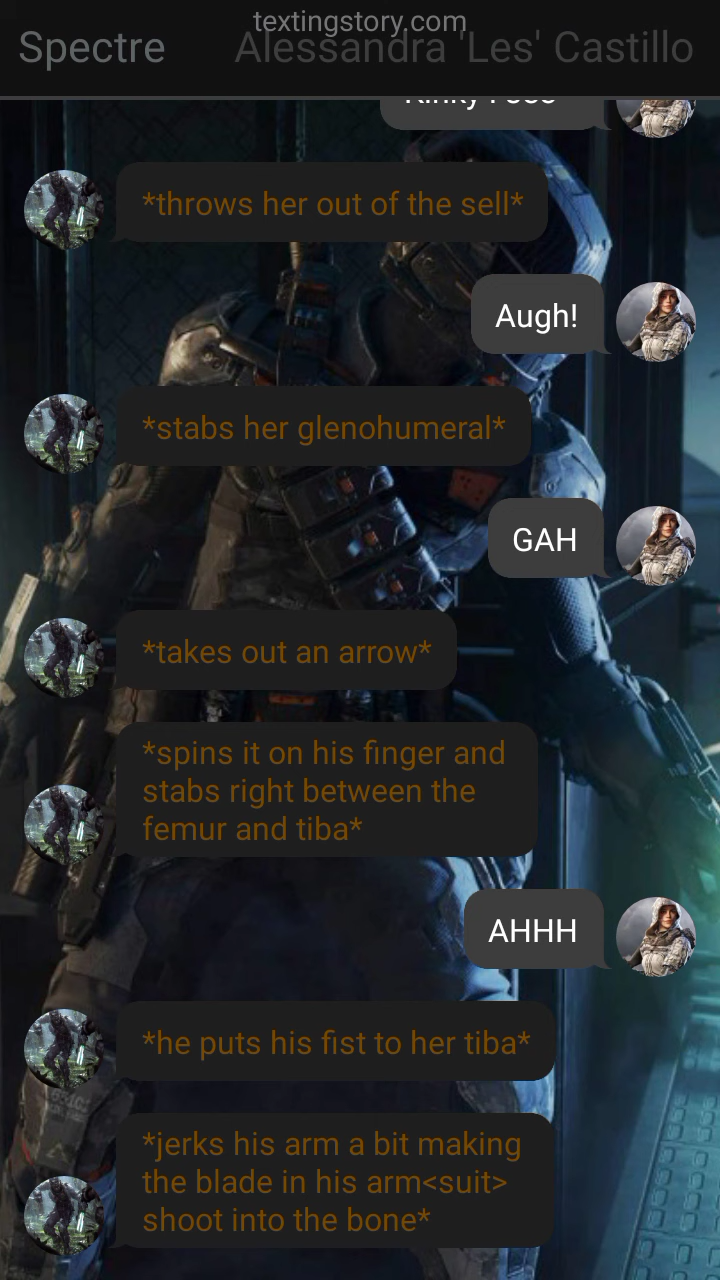 textingstory.com
Spectre
Alessandra 'Les' Castillo
*throws her out of the sell*
Augh!
*stabs her glenohumeral*
GAH
*takes out an arrow*
*spins it on his finger and
stabs right between the
femur and tiba*
AHHH
*he puts his fist to her tiba*
*jerks his arm a bit making
the blade in his arm<suit>
shoot into the bone*